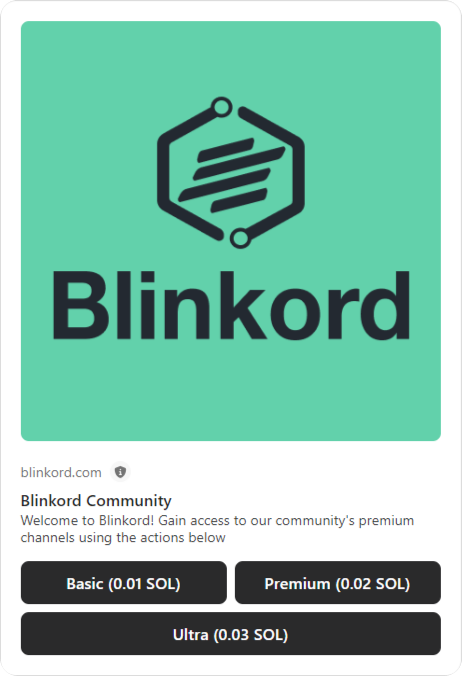 Blinkord
blinkord.com
Blinkord Community
Welcome to Blinkord! Gain access to our community's premium
channels using the actions below
Basic (0.01 SOL)
Premium (0.02 SOL)
Ultra (0.03 SOL)